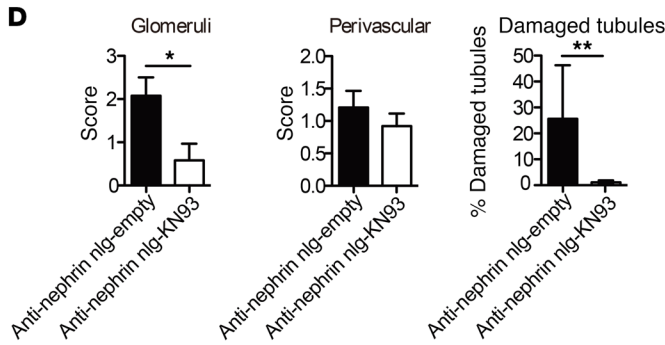 D
Glomeruli
Score
3
2
1
0
*
Anti-nephrin nlg-empty
Anti-nephrin nlg-KN93
Perivascular
Score
2.0
1.5
1.0
0.5
0.0
Anti-nephrin nlg-empty
Anti-nephrin nlg-KN93
Damaged tubules
% Damaged tubules
50
40
30
20
10
0
**
Anti-nephrin nlg-empty
Anti-nephrin nlg-KN93